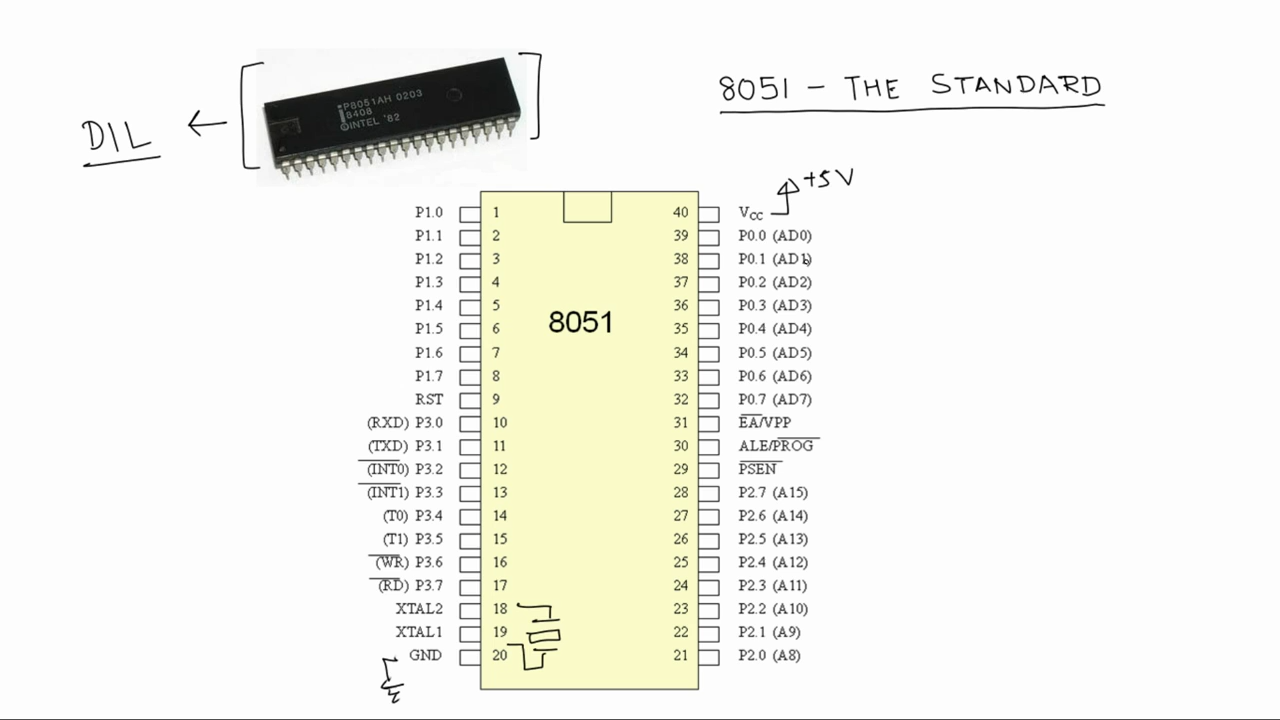 8051 - THE STANDARD
DIL
P8051AH 0203
8408
©INTEL '82
+5V
8051
P1.0 1
P1.1 2
P1.2 3
P1.3 4
P1.4 5
P1.5 6
P1.6 7
P1.7 8
RST 9
(RXD) P3.0 10
(TXD) P3.1 11
(INT0) P3.2 12
(INT1) P3.3 13
(T0) P3.4 14
(T1) P3.5 15
(WR) P3.6 16
(RD) P3.7 17
XTAL2 18
XTAL1 19
GND 20
40 VCC
39 P0.0 (AD0)
38 P0.1 (AD1)
37 P0.2 (AD2)
36 P0.3 (AD3)
35 P0.4 (AD4)
34 P0.5 (AD5)
33 P0.6 (AD6)
32 P0.7 (AD7)
31 EA/VPP
30 ALE/PROG
29 PSEN
28 P2.7 (A15)
27 P2.6 (A14)
26 P2.5 (A13)
25 P2.4 (A12)
24 P2.3 (A11)
23 P2.2 (A10)
22 P2.1 (A9)
21 P2.0 (A8)